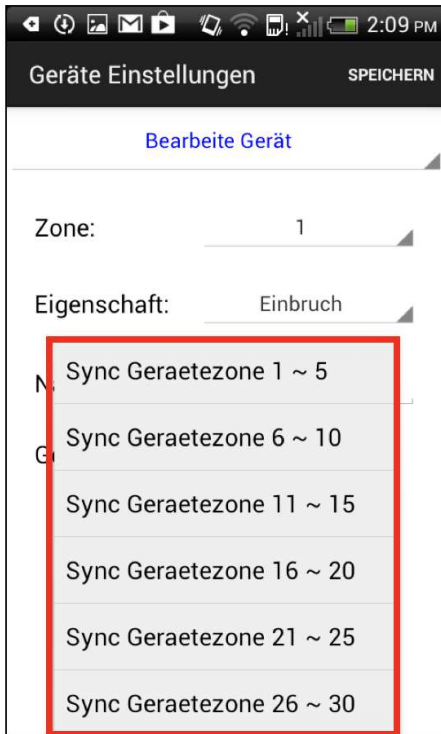 2:09 PM
Geräte Einstellungen SPEICHERN
Bearbeite Gerät
Zone: 1
Eigenschaft: Einbruch
Sync Geraetezone 1 ~ 5
Sync Geraetezone 6 ~ 10
Sync Geraetezone 11 ~ 15
Sync Geraetezone 16 ~ 20
Sync Geraetezone 21 ~ 25
Sync Geraetezone 26 ~ 30